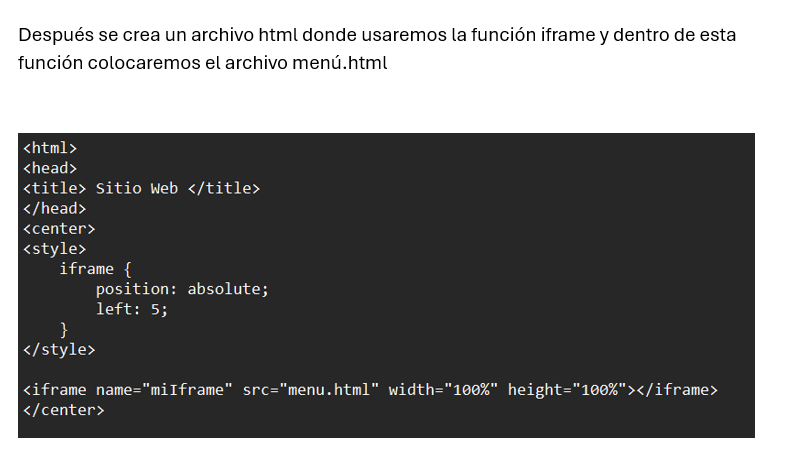 Después se crea un archivo html donde usaremos la función iframe y dentro de esta
función colocaremos el archivo menú.html
<html>
<head>
<title> Sitio Web </title>
</head>
<center>
<style>
    iframe {
        position: absolute;
        left: 5;
    }
</style>
<iframe name="miIframe" src="menu.html" width="100%" height="100%"></iframe>
</center>